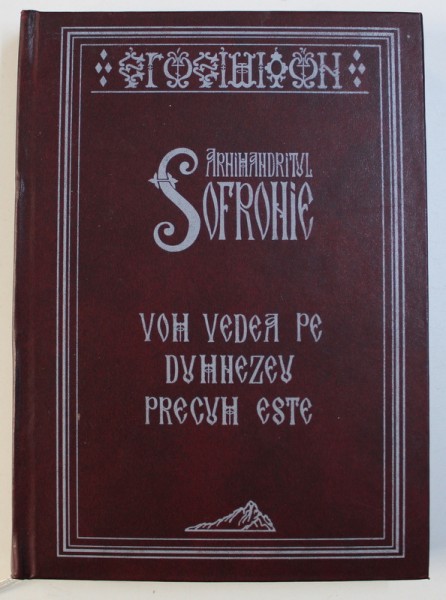 ARHIMANDRITUL
SOFRONIE
VOM VEDEA PE
DUMNEZEU
PRECUM ESTE